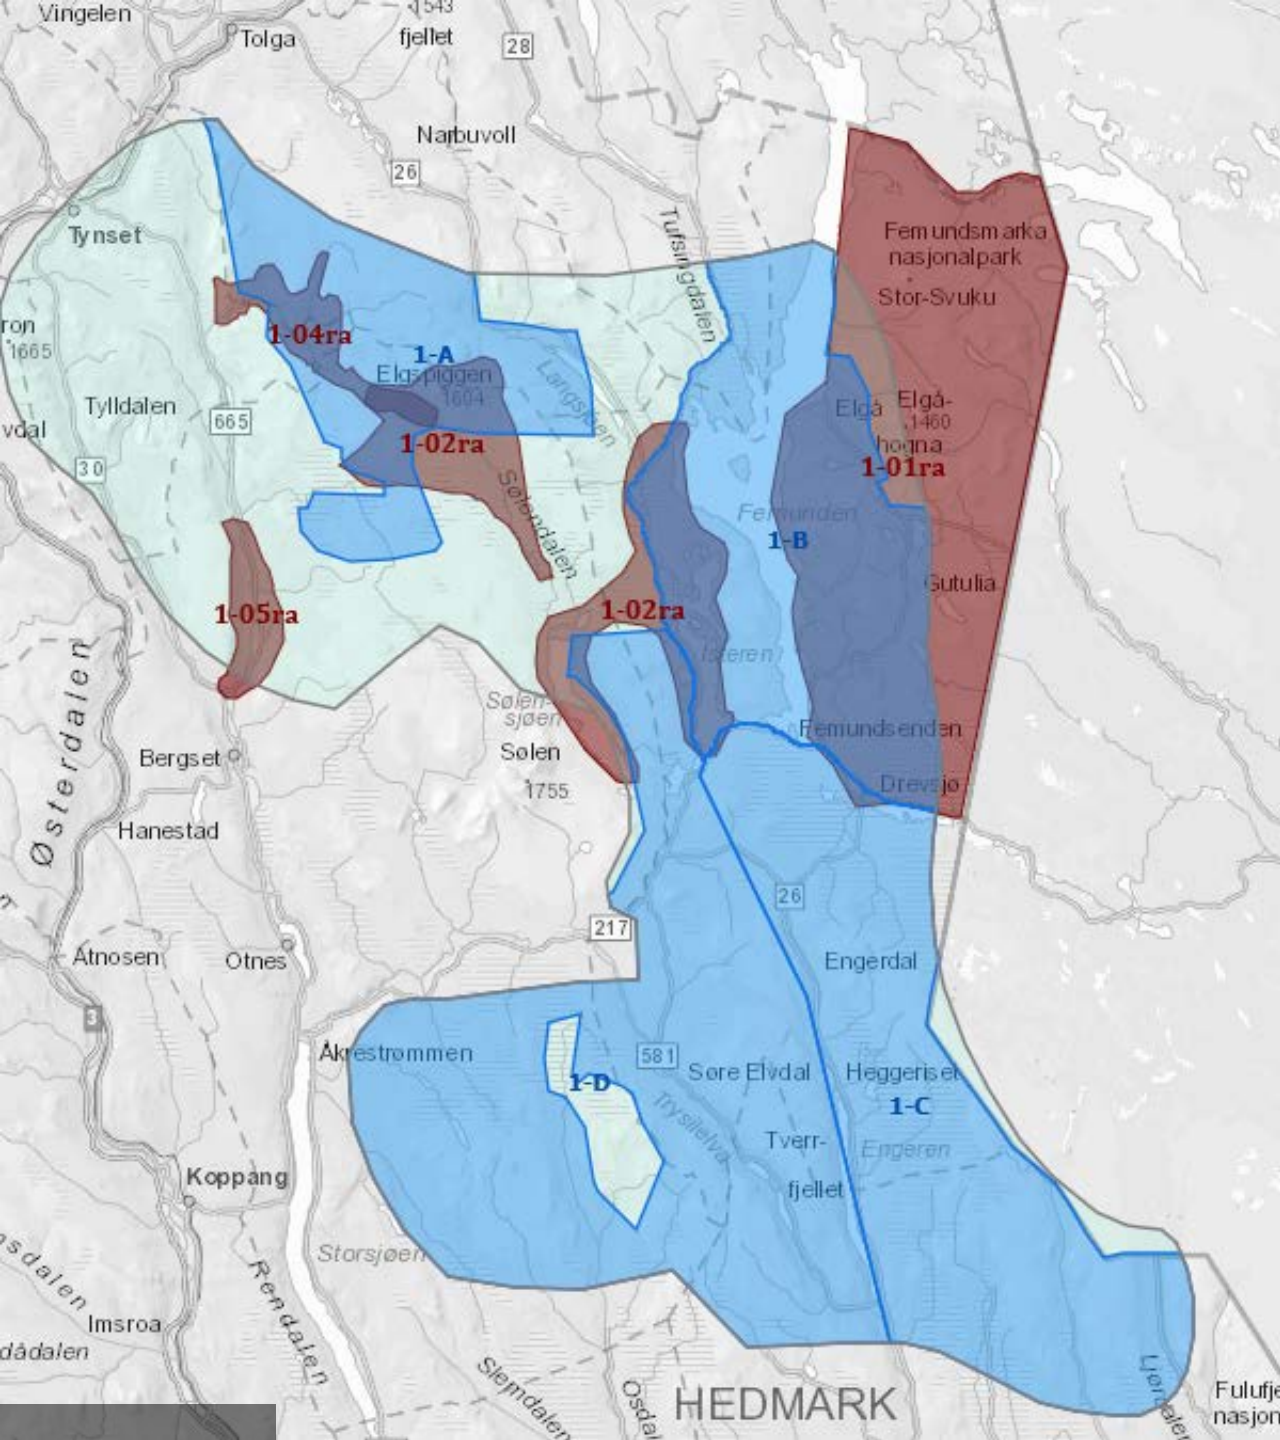 Vingelen
1543
fjellet
Tolga
28
Narbuvoll
26
Tufsingdalen
Femundsmarka
nasjonalpark
Stor-Svuku
Tynset
ron
1665
1-04ra
1-A
Elgspiggen
1604
Langsjøen
Tylldalen
665
vdal
30
1-02ra
Elgå
Elgå-
1460
hogna
1-01ra
Sølendalen
Femunden
1-B
Gutulia
1-05ra
1-02ra
Isteren
Østerdalen
Sølen-
sjøen
Sølen
1755
Femundsenden
Drevsjø
Bergset
Hanestad
26
217
Atnosen
Otnes
Engerdal
3
Åkrestrømmen
581
Søre Elvdal
Heggeriset
1-D
1-C
Trysilelva
Tverr-
fjellet
Engeren
Koppang
Storsjøen
Rendalen
Imsroa
dådalen
Slemdalen
Osdal
HEDMARK
Fulufje
nasjon